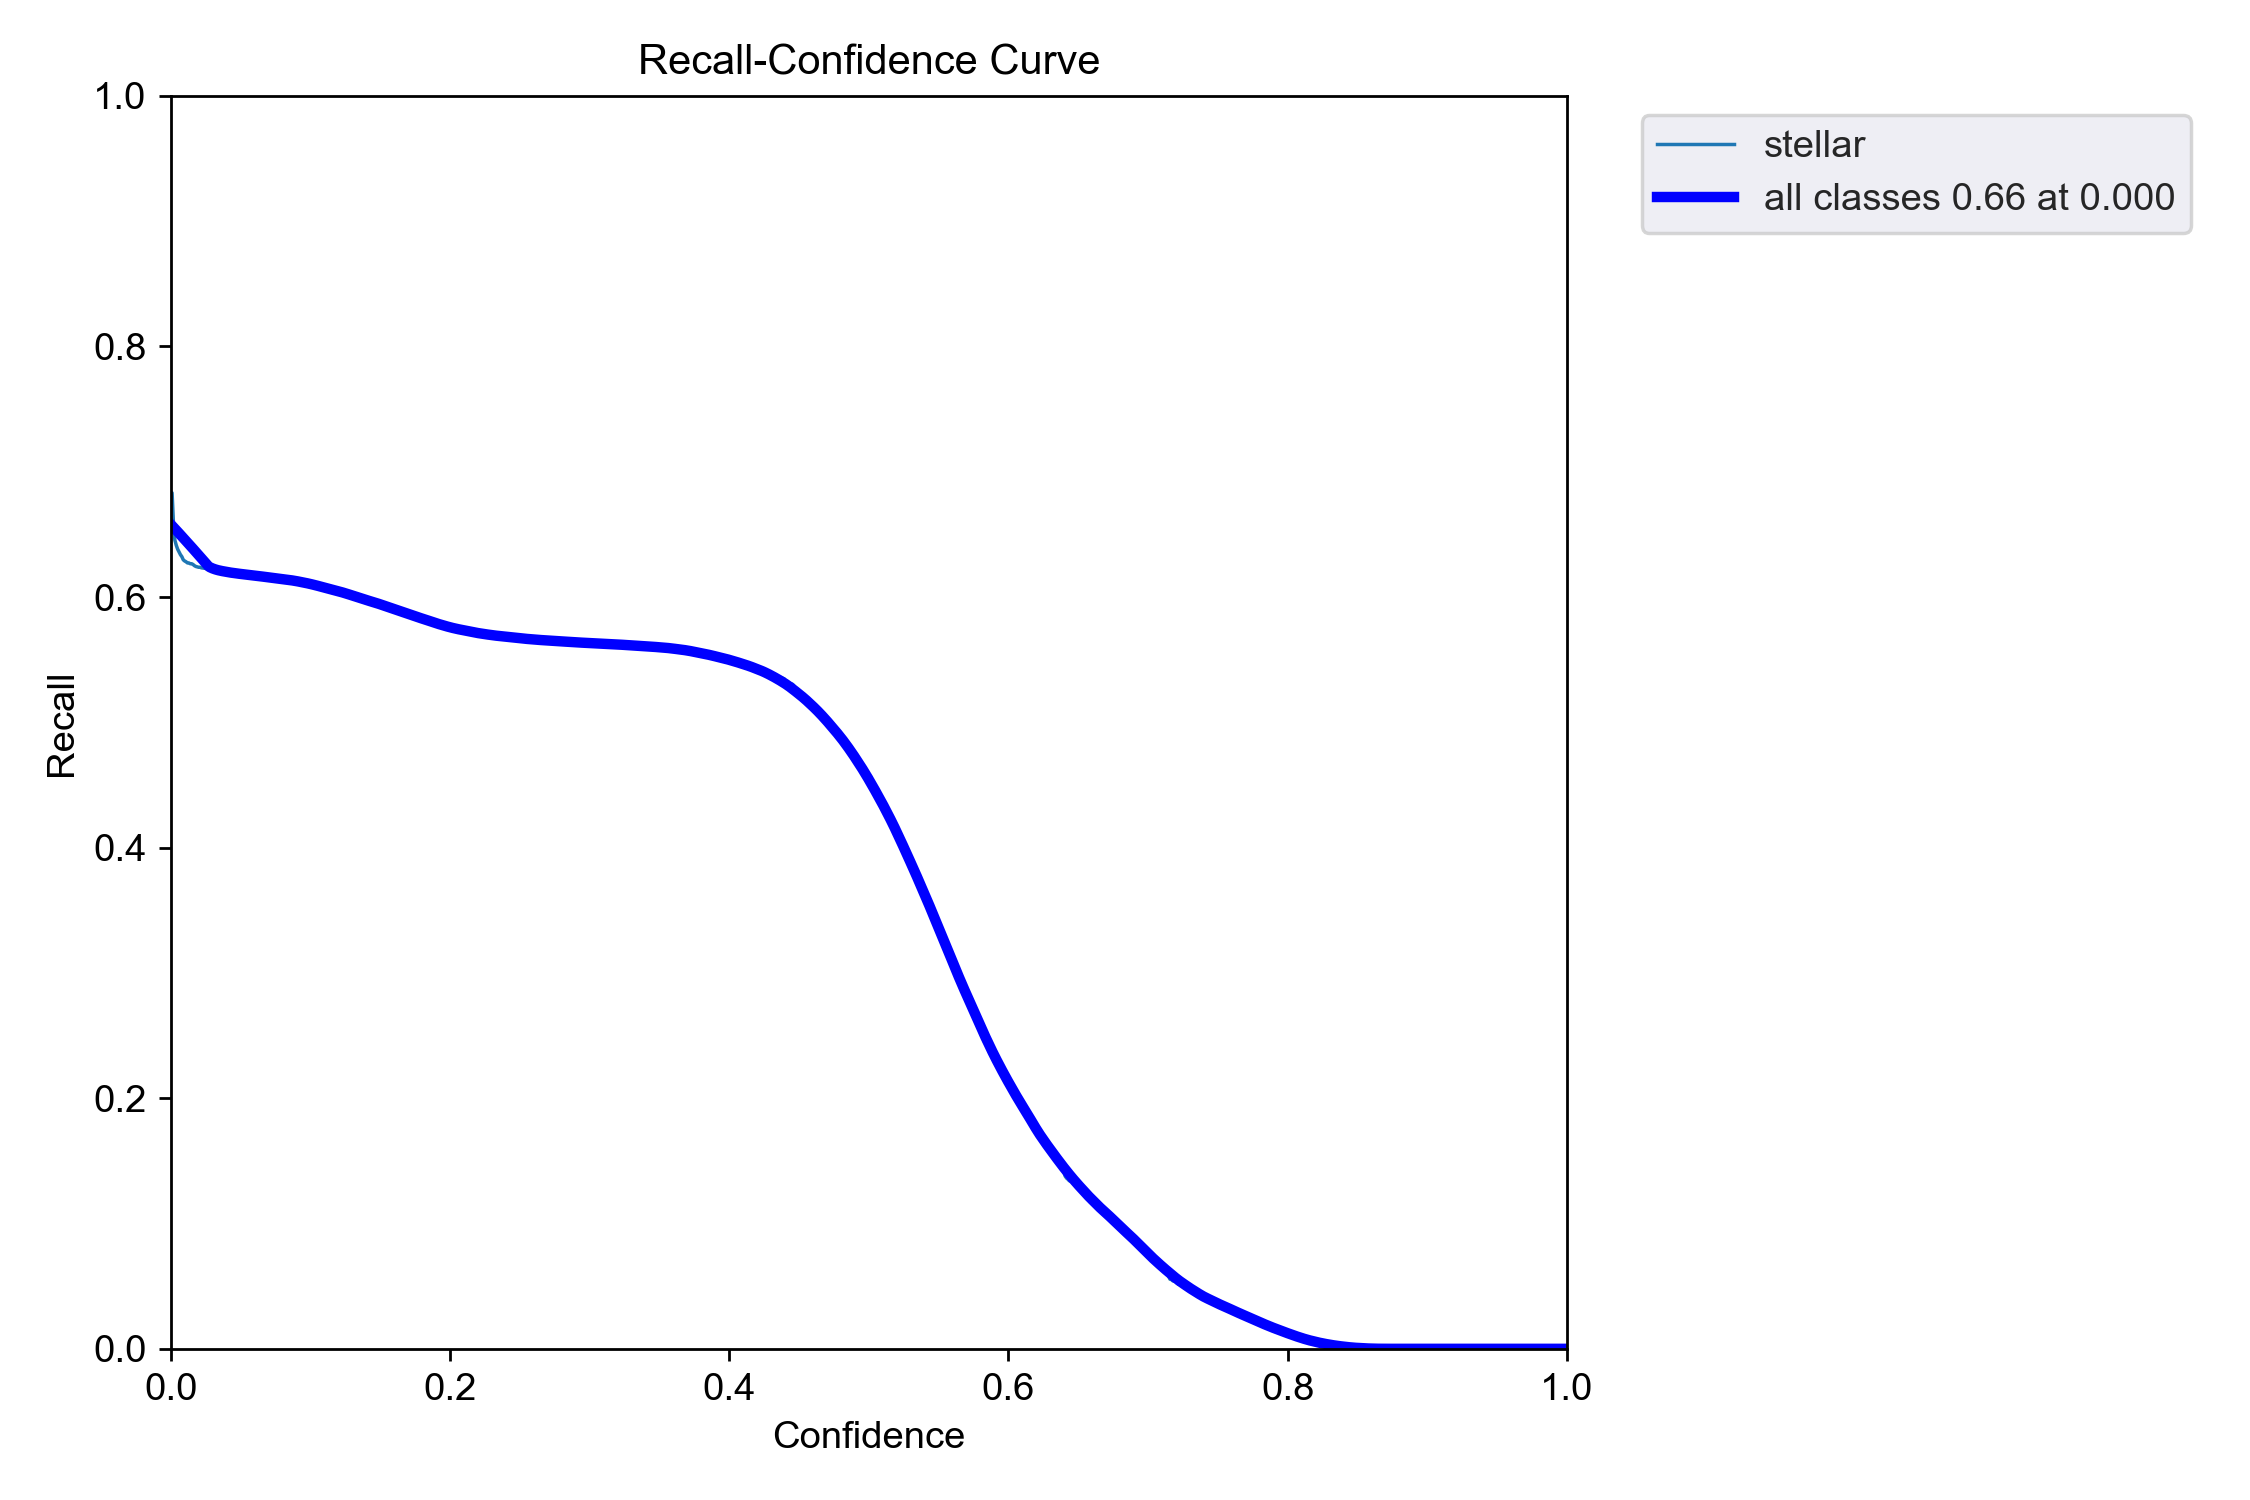 Recall-Confidence Curve
1.0
0.8
0.6
0.4
0.2
0.0
Recall
0.0 0.2 0.4 0.6 0.8 1.0
Confidence
stellar
all classes 0.66 at 0.000